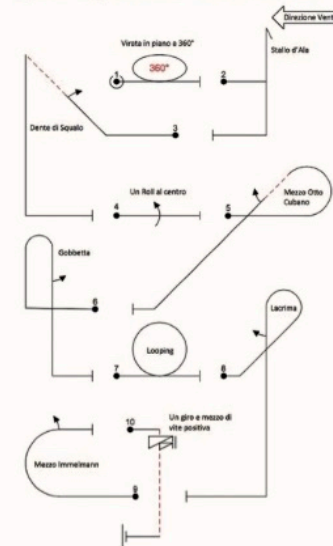 Direzione Vento
Virata in piano e 360°
Stallo d'Ala
360°
1
2
Dente di Squalo
3
Un Roll al centro
Mezzo Otto
Cubano
4
5
Gobbetta
Lacrima
6
Looping
7
8
Un giro e mezzo di
vite positiva
10
Mezzo Immelmann
9